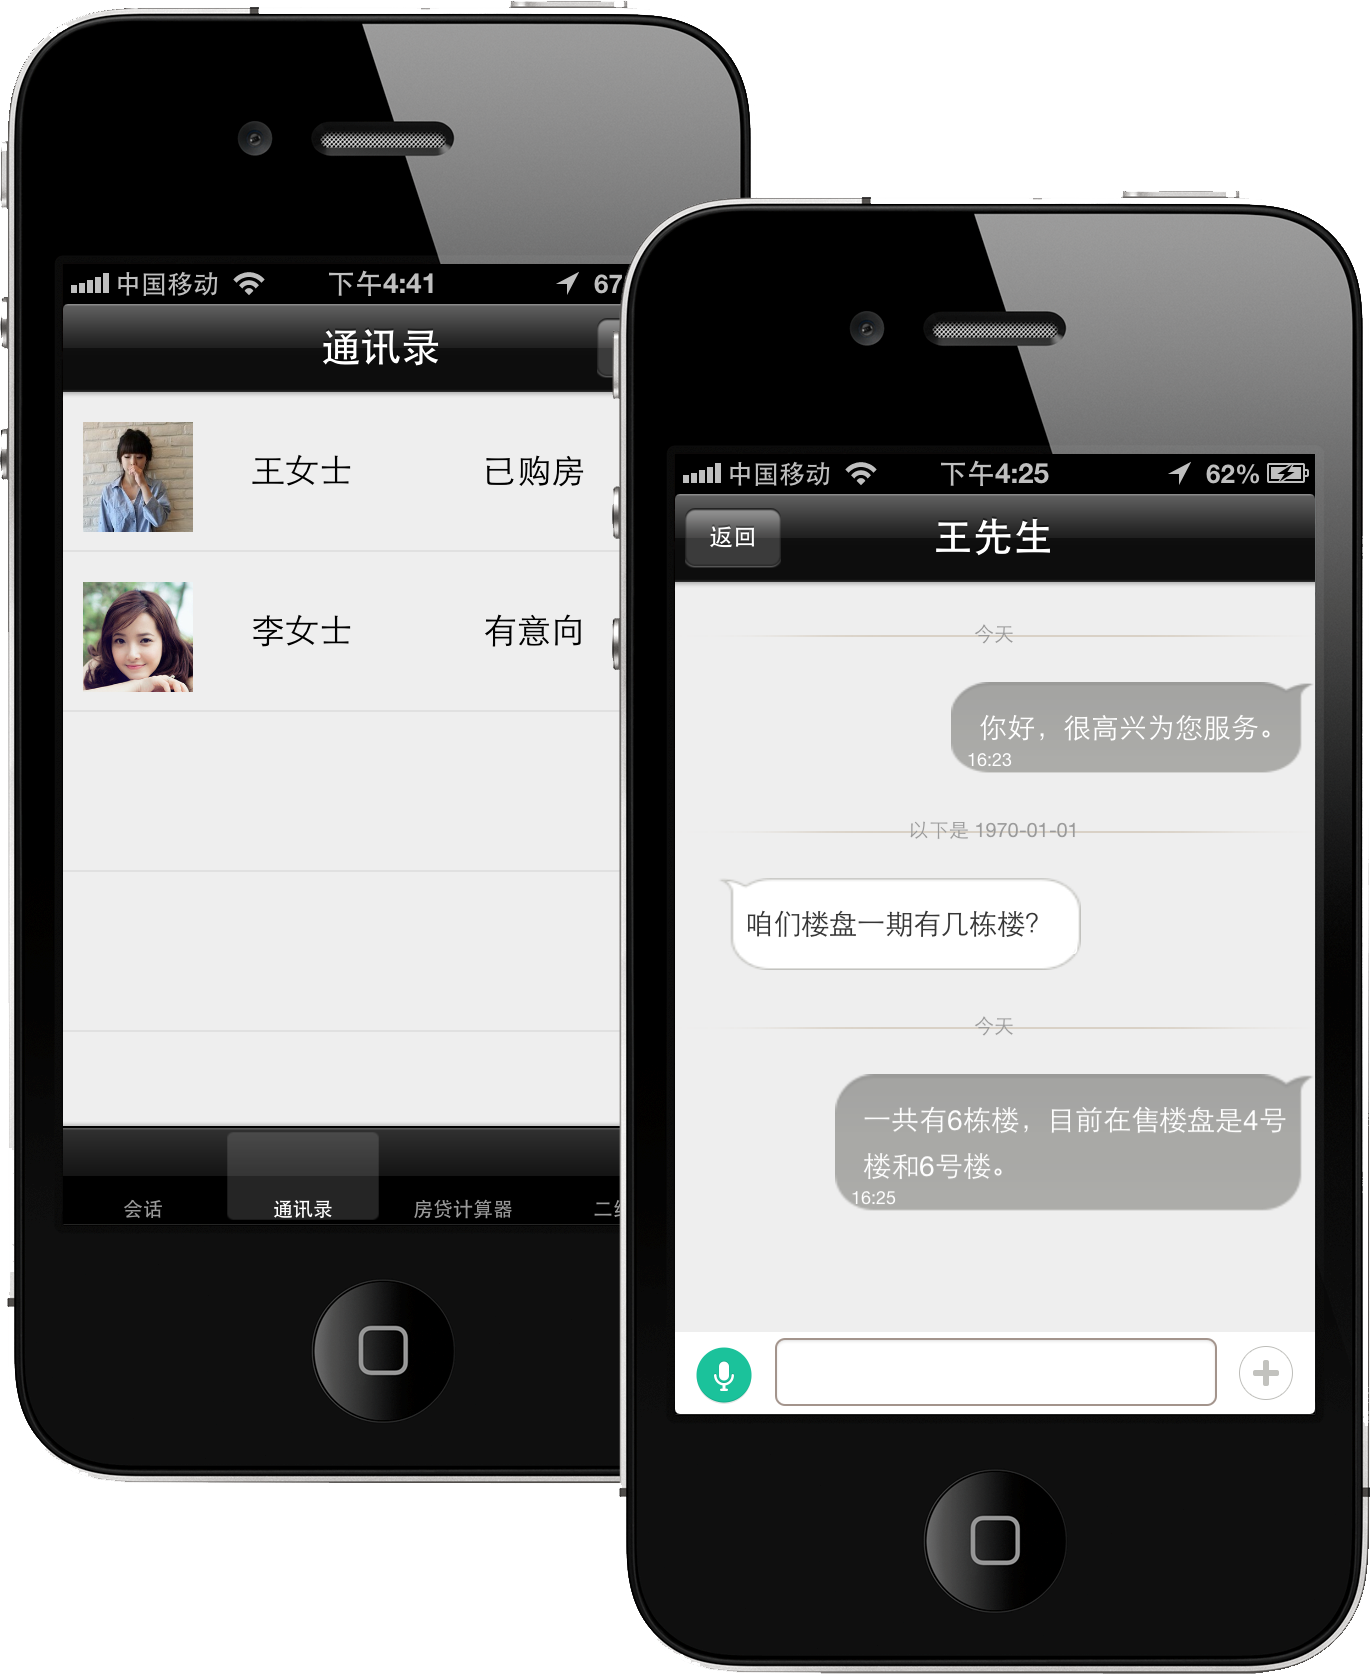 中国移动 下午4:41 67
通讯录
王女士 已购房
李女士 有意向
会话 通讯录 房贷计算器 二
中国移动 下午4:25 62%
返回 王先生
今天
你好，很高兴为您服务。
16:23
以下是 1970-01-01
咱们楼盘一期有几栋楼？
今天
一共有6栋楼，目前在售楼盘是4号
楼和6号楼。
16:25